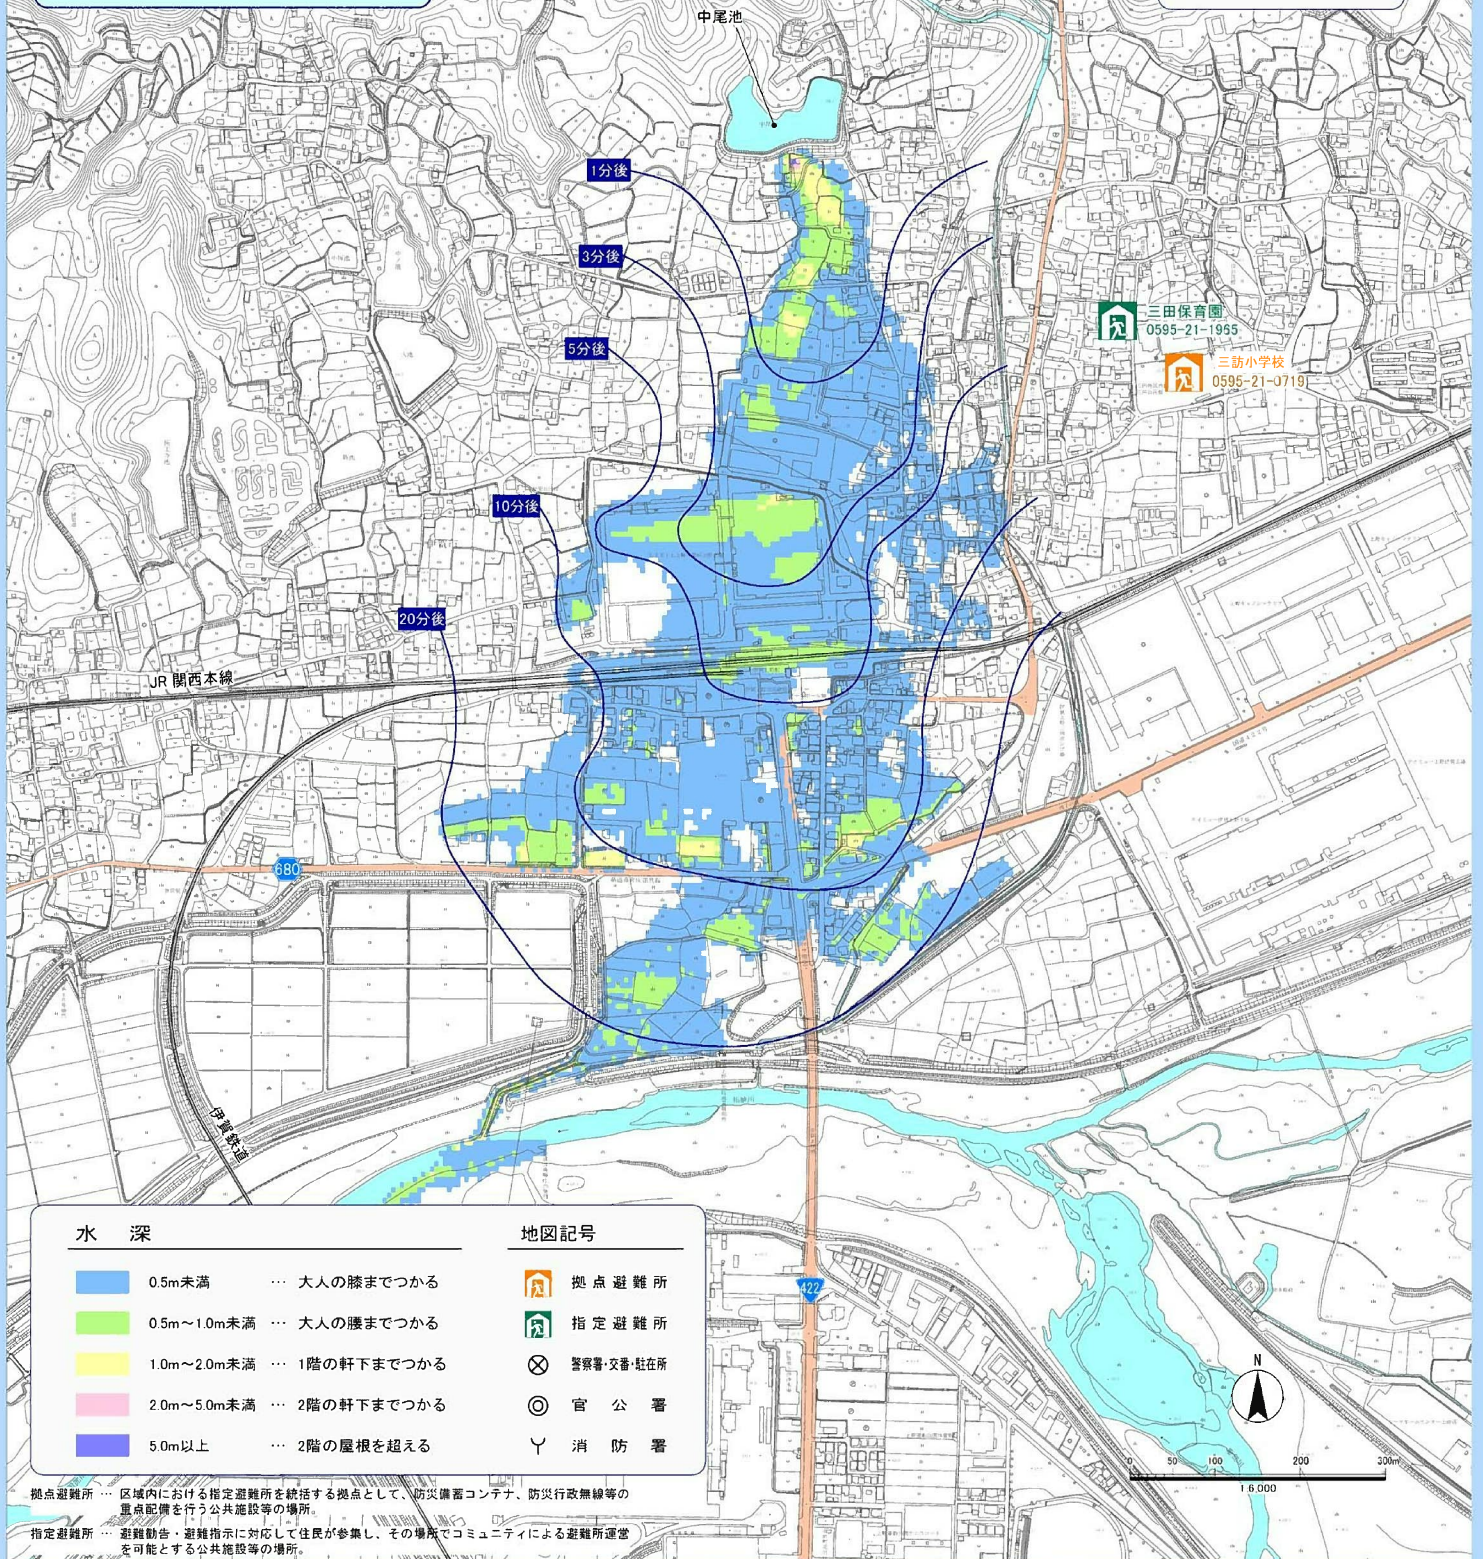 中尾池
1分後
3分後
三田保育園
0595-21-1965
5分後
三訪小学校
0595-21-0719
10分後
20分後
JR関西本線
680
伊賀鉄道
422
水 深
0.5m未満 … 大人の膝までつかる
0.5m～1.0m未満 … 大人の腰までつかる
1.0m～2.0m未満 … 1階の軒下までつかる
2.0m～5.0m未満 … 2階の軒下までつかる
5.0m以上 … 2階の屋根を超える
地図記号
拠点避難所
指定避難所
警察署・交番・駐在所
官公署
消防署
N
0 50 100 200 300m
1:6,000
拠点避難所 … 区域内における指定避難所を統括する拠点として、防災備蓄コンテナ、防災行政無線等の
重点配備を行う公共施設等の場所。
指定避難所 … 避難勧告・避難指示に対応して住民が参集し、その場所でコミュニティによる避難所運営
を可能とする公共施設等の場所。